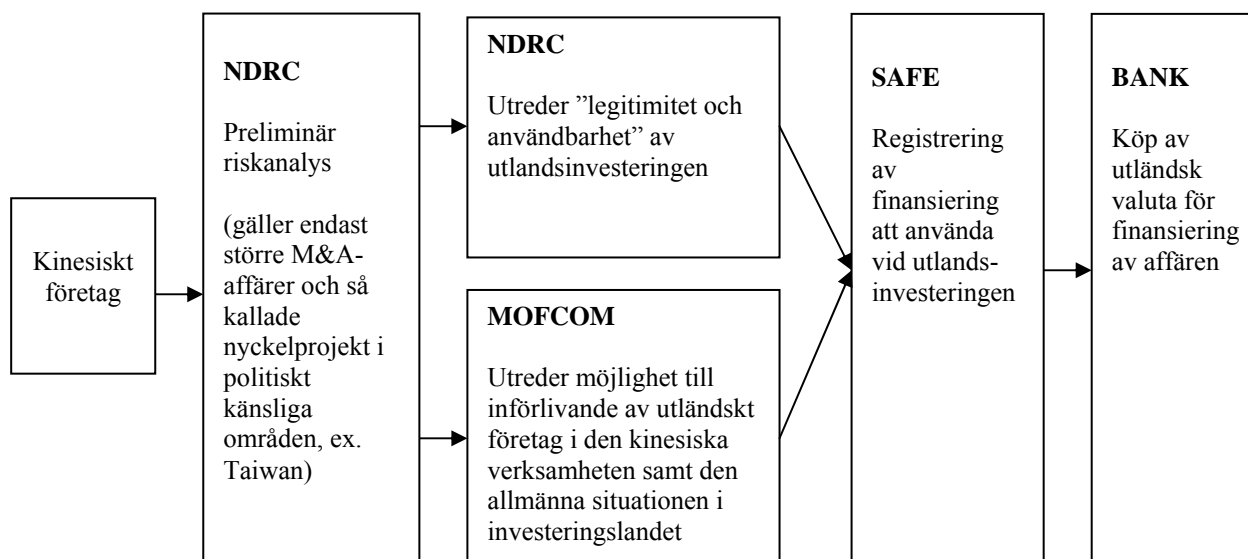 Kinesiskt
företag
NDRC
Preliminär
riskanalys
(gäller endast
större M&A-
affärer och så
kallade
nyckelprojekt i
politiskt
känsliga
områden, ex.
Taiwan)
NDRC
Utreder ”legitimitet och
användbarhet” av
utlandsinvesteringen
MOFCOM
Utreder möjlighet till
införlivande av utländskt
företag i den kinesiska
verksamheten samt den
allmänna situationen i
investeringslandet
SAFE
Registrering
av
finansiering
att använda
vid utlands-
investeringen
BANK
Köp av
utländsk
valuta för
finansiering
av affären